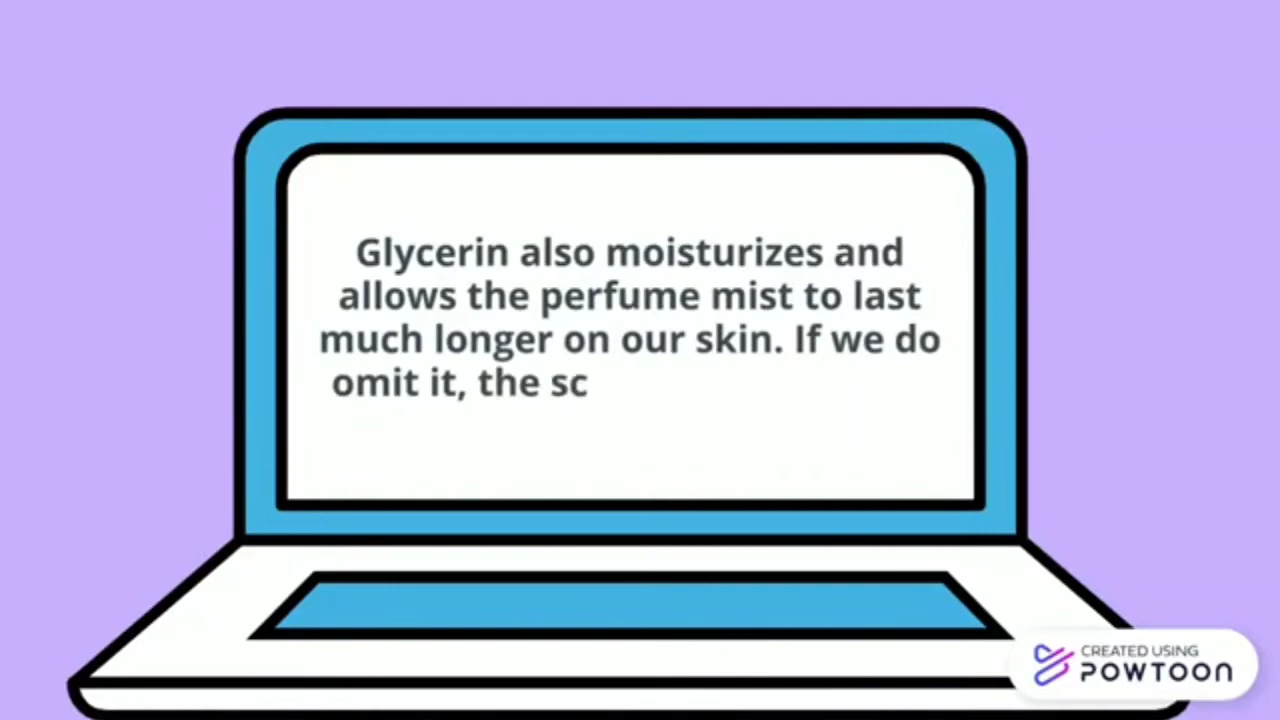 Glycerin also moisturizes and
allows the perfume mist to last
much longer on our skin. If we do
omit it, the sc
CREATED USING
POWTOON